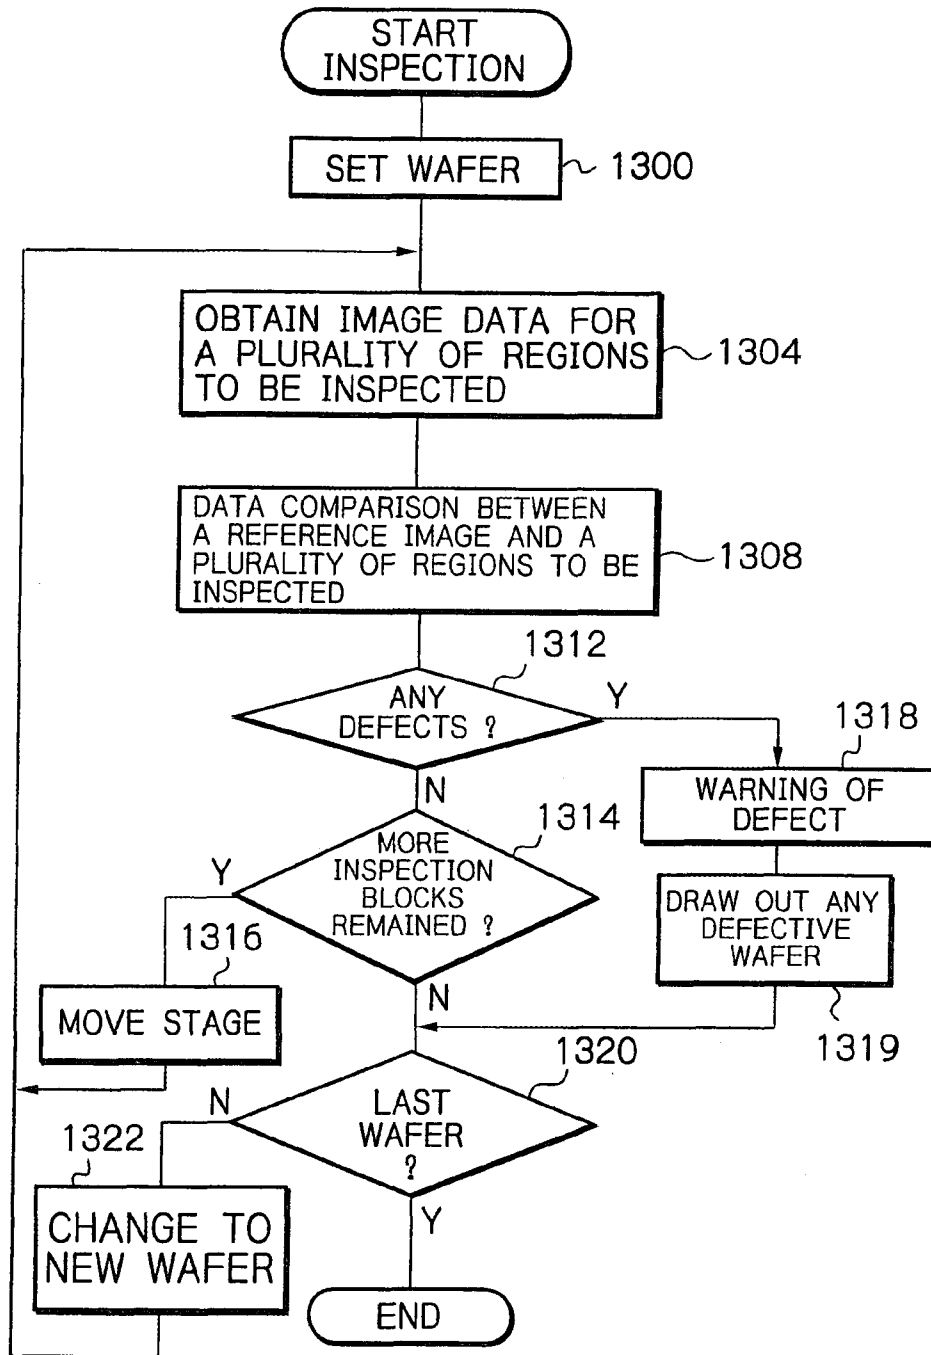 START
INSPECTION
SET WAFER
1300
OBTAIN IMAGE DATA FOR
A PLURALITY OF REGIONS
TO BE INSPECTED
1304
DATA COMPARISON BETWEEN
A REFERENCE IMAGE AND A
PLURALITY OF REGIONS TO BE
INSPECTED
1308
1312
ANY
DEFECTS ?
Y
N
1318
WARNING OF
DEFECT
1314
MORE
INSPECTION
BLOCKS
REMAINED ?
Y
N
DRAW OUT ANY
DEFECTIVE
WAFER
1319
1316
MOVE STAGE
1320
LAST
WAFER
?
N
Y
1322
CHANGE TO
NEW WAFER
END